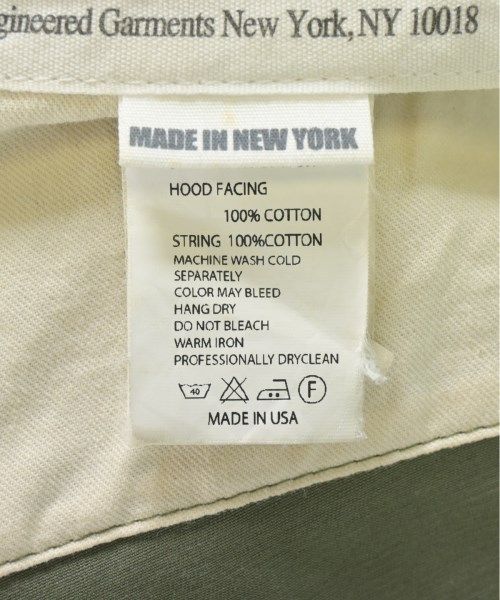 gineered Garments New York, NY 10018
MADE IN NEW YORK
HOOD FACING
100% COTTON
STRING 100%COTTON
MACHINE WASH COLD
SEPARATELY
COLOR MAY BLEED
HANG DRY
DO NOT BLEACH
WARM IRON
PROFESSIONALLY DRYCLEAN
40 F
MADE IN USA